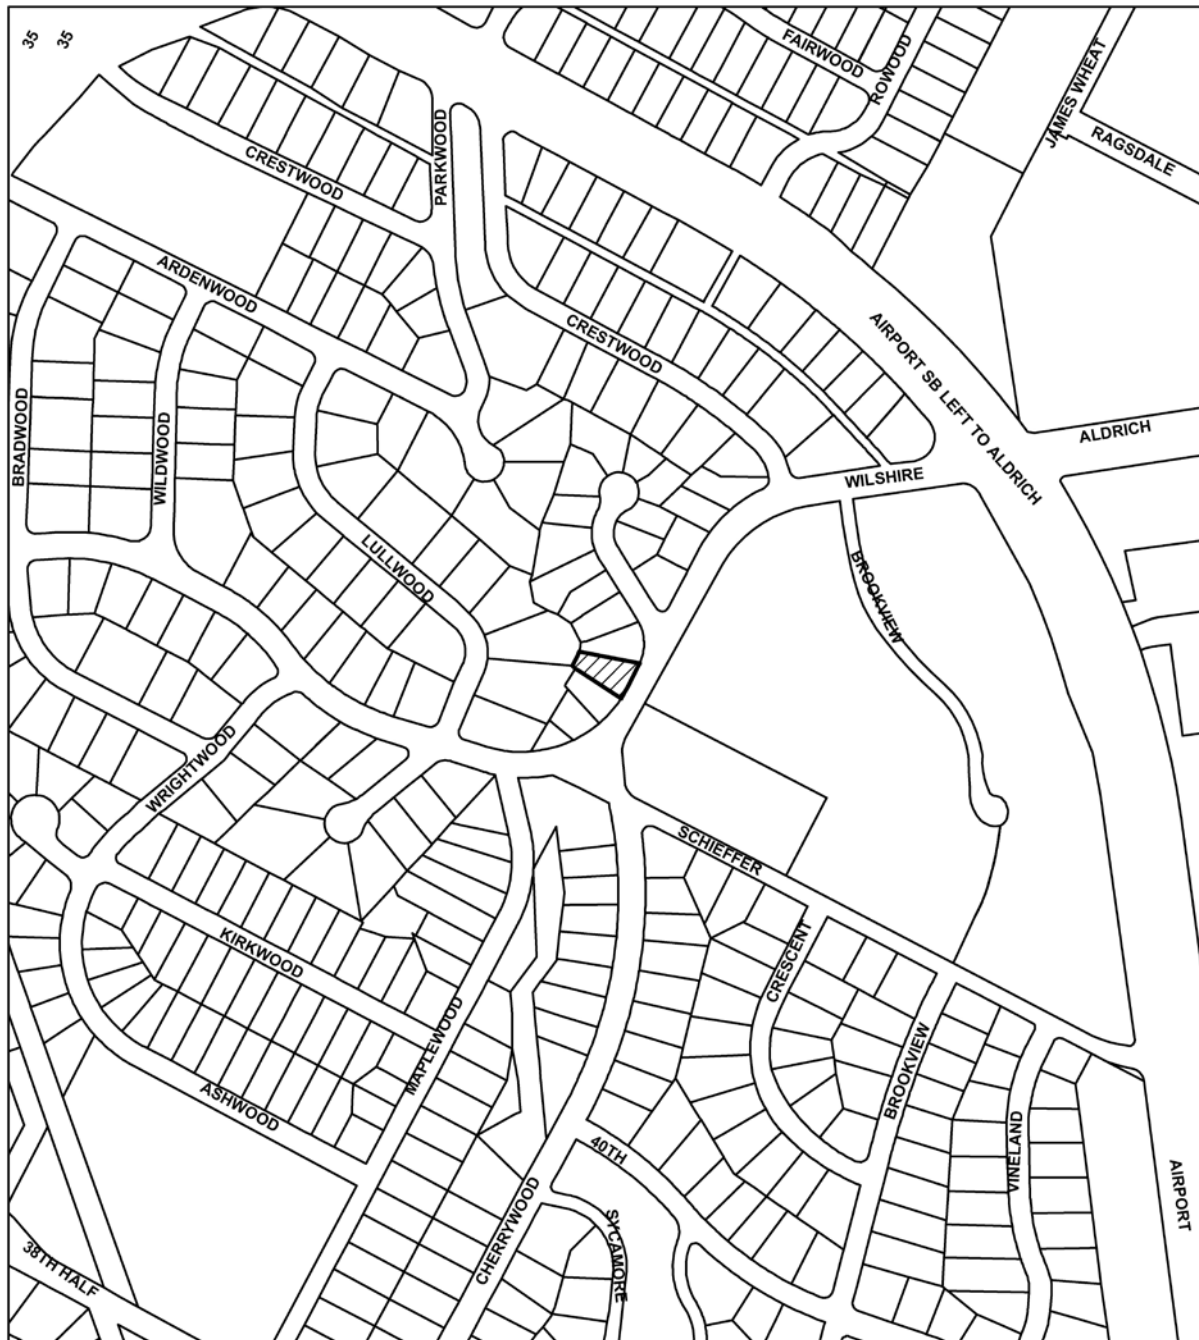 35
35
FAIRWOOD
ROWOOD
JAMES WHEAT
RAGSDALE
PARKWOOD
CRESTWOOD
ARDENWOOD
CRESTWOOD
AIRPORT SB LEFT TO ALDRICH
ALDRICH
BRADWOOD
WILDWOOD
WILSHIRE
LULLWOOD
BROOKVIEW
WRIGHTWOOD
SCHIEFFER
KIRKWOOD
CRESCENT
MAPLEWOOD
BROOKVIEW
ASHWOOD
40TH
VINELAND
AIRPORT
CHERRYWOOD
SYCAMORE
38TH HALF